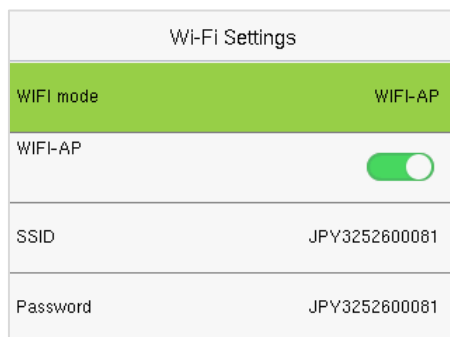 Wi-Fi Settings
WIFI mode WIFI-AP
WIFI-AP
SSID JPY3252600081
Password JPY3252600081